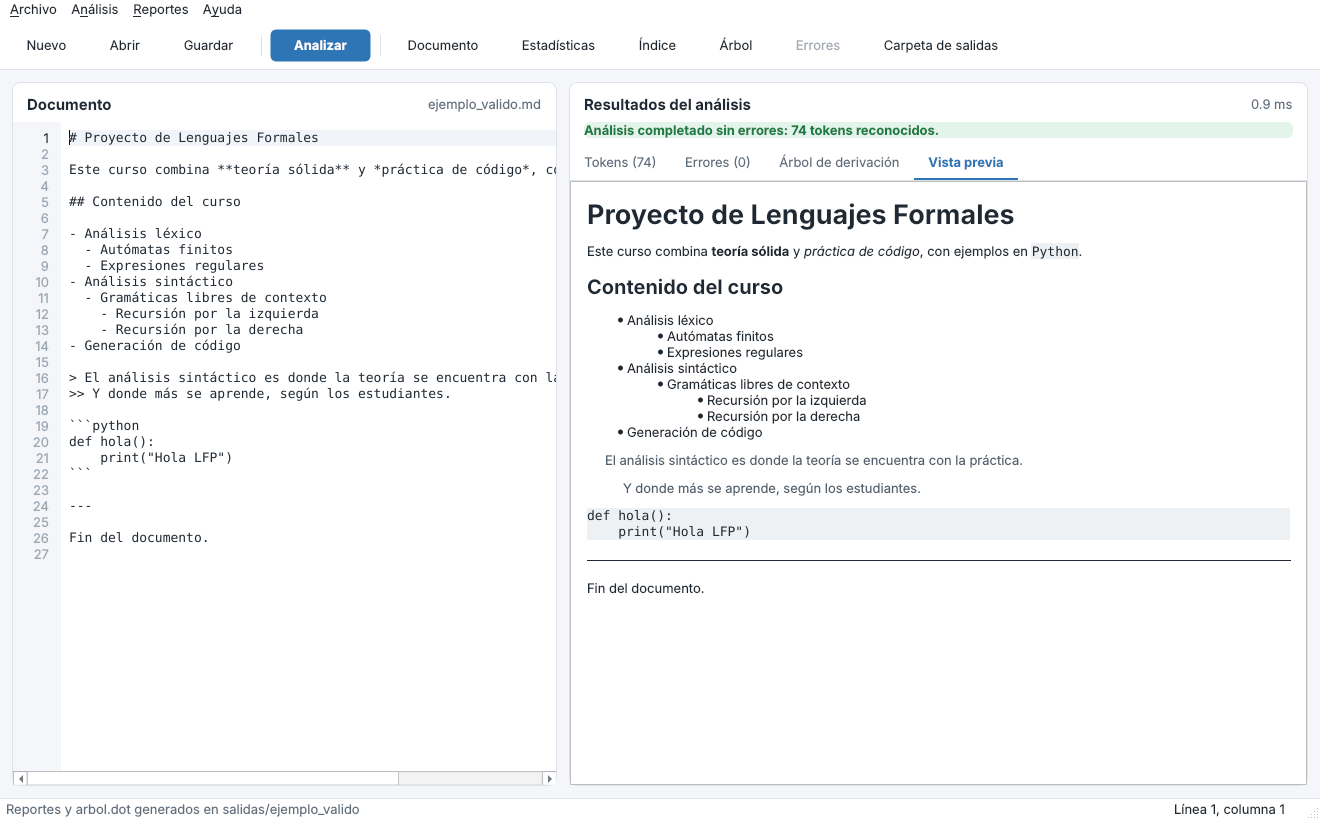 Archivo Análisis Reportes Ayuda
Nuevo Abrir Guardar Analizar Documento Estadísticas Índice Árbol Errores Carpeta de salidas
Documento ejemplo_valido.md
1 # Proyecto de Lenguajes Formales
2
3 Este curso combina **teoría sólida** y *práctica de código*, co
4
5 ## Contenido del curso
6
7 - Análisis léxico
8   - Autómatas finitos
9   - Expresiones regulares
10 - Análisis sintáctico
11   - Gramáticas libres de contexto
12     - Recursión por la izquierda
13     - Recursión por la derecha
14 - Generación de código
15
16 > El análisis sintáctico es donde la teoría se encuentra con la
17 >> Y donde más se aprende, según los estudiantes.
18
19 ```python
20 def hola():
21     print("Hola LFP")
22 ```
23
24 ---
25
26 Fin del documento.
27
Resultados del análisis 0.9 ms
Análisis completado sin errores: 74 tokens reconocidos.
Tokens (74) Errores (0) Árbol de derivación Vista previa
Proyecto de Lenguajes Formales
Este curso combina teoría sólida y práctica de código, con ejemplos en Python.
Contenido del curso
• Análisis léxico
• Autómatas finitos
• Expresiones regulares
• Análisis sintáctico
• Gramáticas libres de contexto
• Recursión por la izquierda
• Recursión por la derecha
• Generación de código
El análisis sintáctico es donde la teoría se encuentra con la práctica.
Y donde más se aprende, según los estudiantes.
def hola():
    print("Hola LFP")
Fin del documento.
Reportes y arbol.dot generados en salidas/ejemplo_valido Línea 1, columna 1